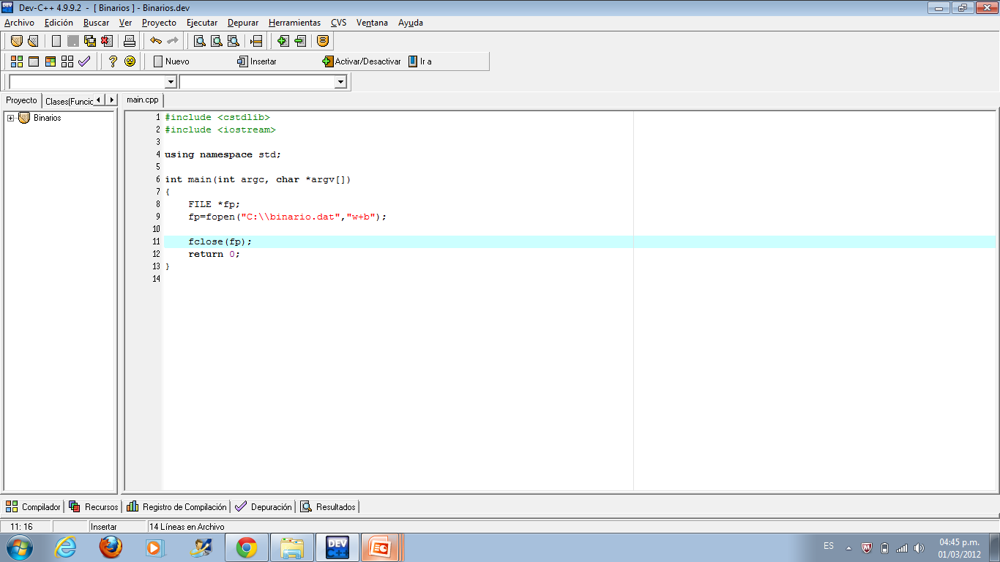 Dev-C++ 4.9.9.2 - [ Binarios ] - Binarios.dev
Archivo Edición Buscar Ver Proyecto Ejecutar Depurar Herramientas CVS Ventana Ayuda
Nuevo Insertar Activar/Desactivar Ir a
Proyecto Clases(Funcic main.cpp
Binarios
1 #include <cstdlib>
2 #include <iostream>
3
4 using namespace std;
5
6 int main(int argc, char *argv[])
7 {
8     FILE *fp;
9     fp=fopen("C:\\binario.dat","w+b");
10
11     fclose(fp);
12     return 0;
13 }
14
Compilador Recursos Registro de Compilación Depuración Resultados
11: 16 Insertar 14 Líneas en Archivo
DEV C++
ES 04:45 p.m.
01/03/2012